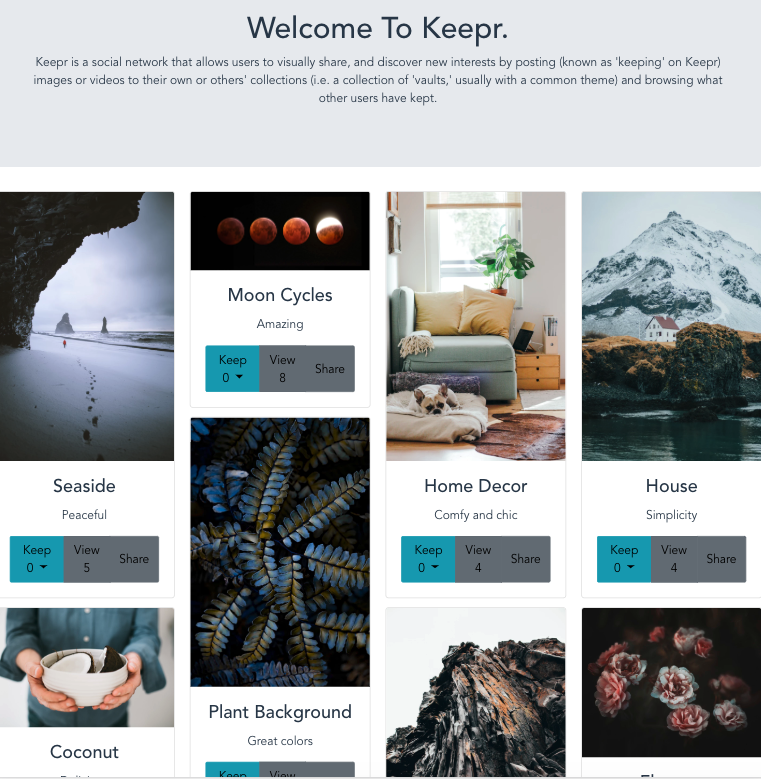 Welcome To Keepr.
Keepr is a social network that allows users to visually share, and discover new interests by posting (known as 'keeping' on Keepr)
images or videos to their own or others' collections (i.e. a collection of 'vaults,' usually with a common theme) and browsing what
other users have kept.
Seaside
Peaceful
Keep
0
View
5
Share
Coconut
Moon Cycles
Amazing
Keep
0
View
8
Share
Plant Background
Great colors
Keep
View
Home Decor
Comfy and chic
Keep
0
View
4
Share
House
Simplicity
Keep
0
View
4
Share